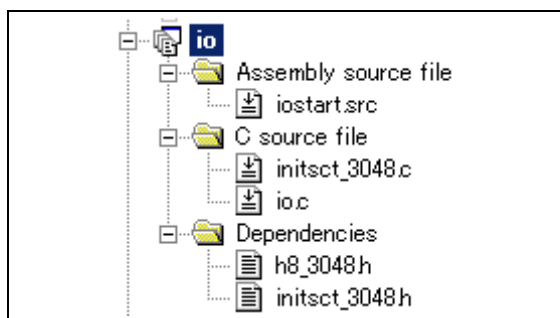 io
Assembly source file
iostart.src
C source file
initsct_3048.c
io.c
Dependencies
h8_3048.h
initsct_3048.h